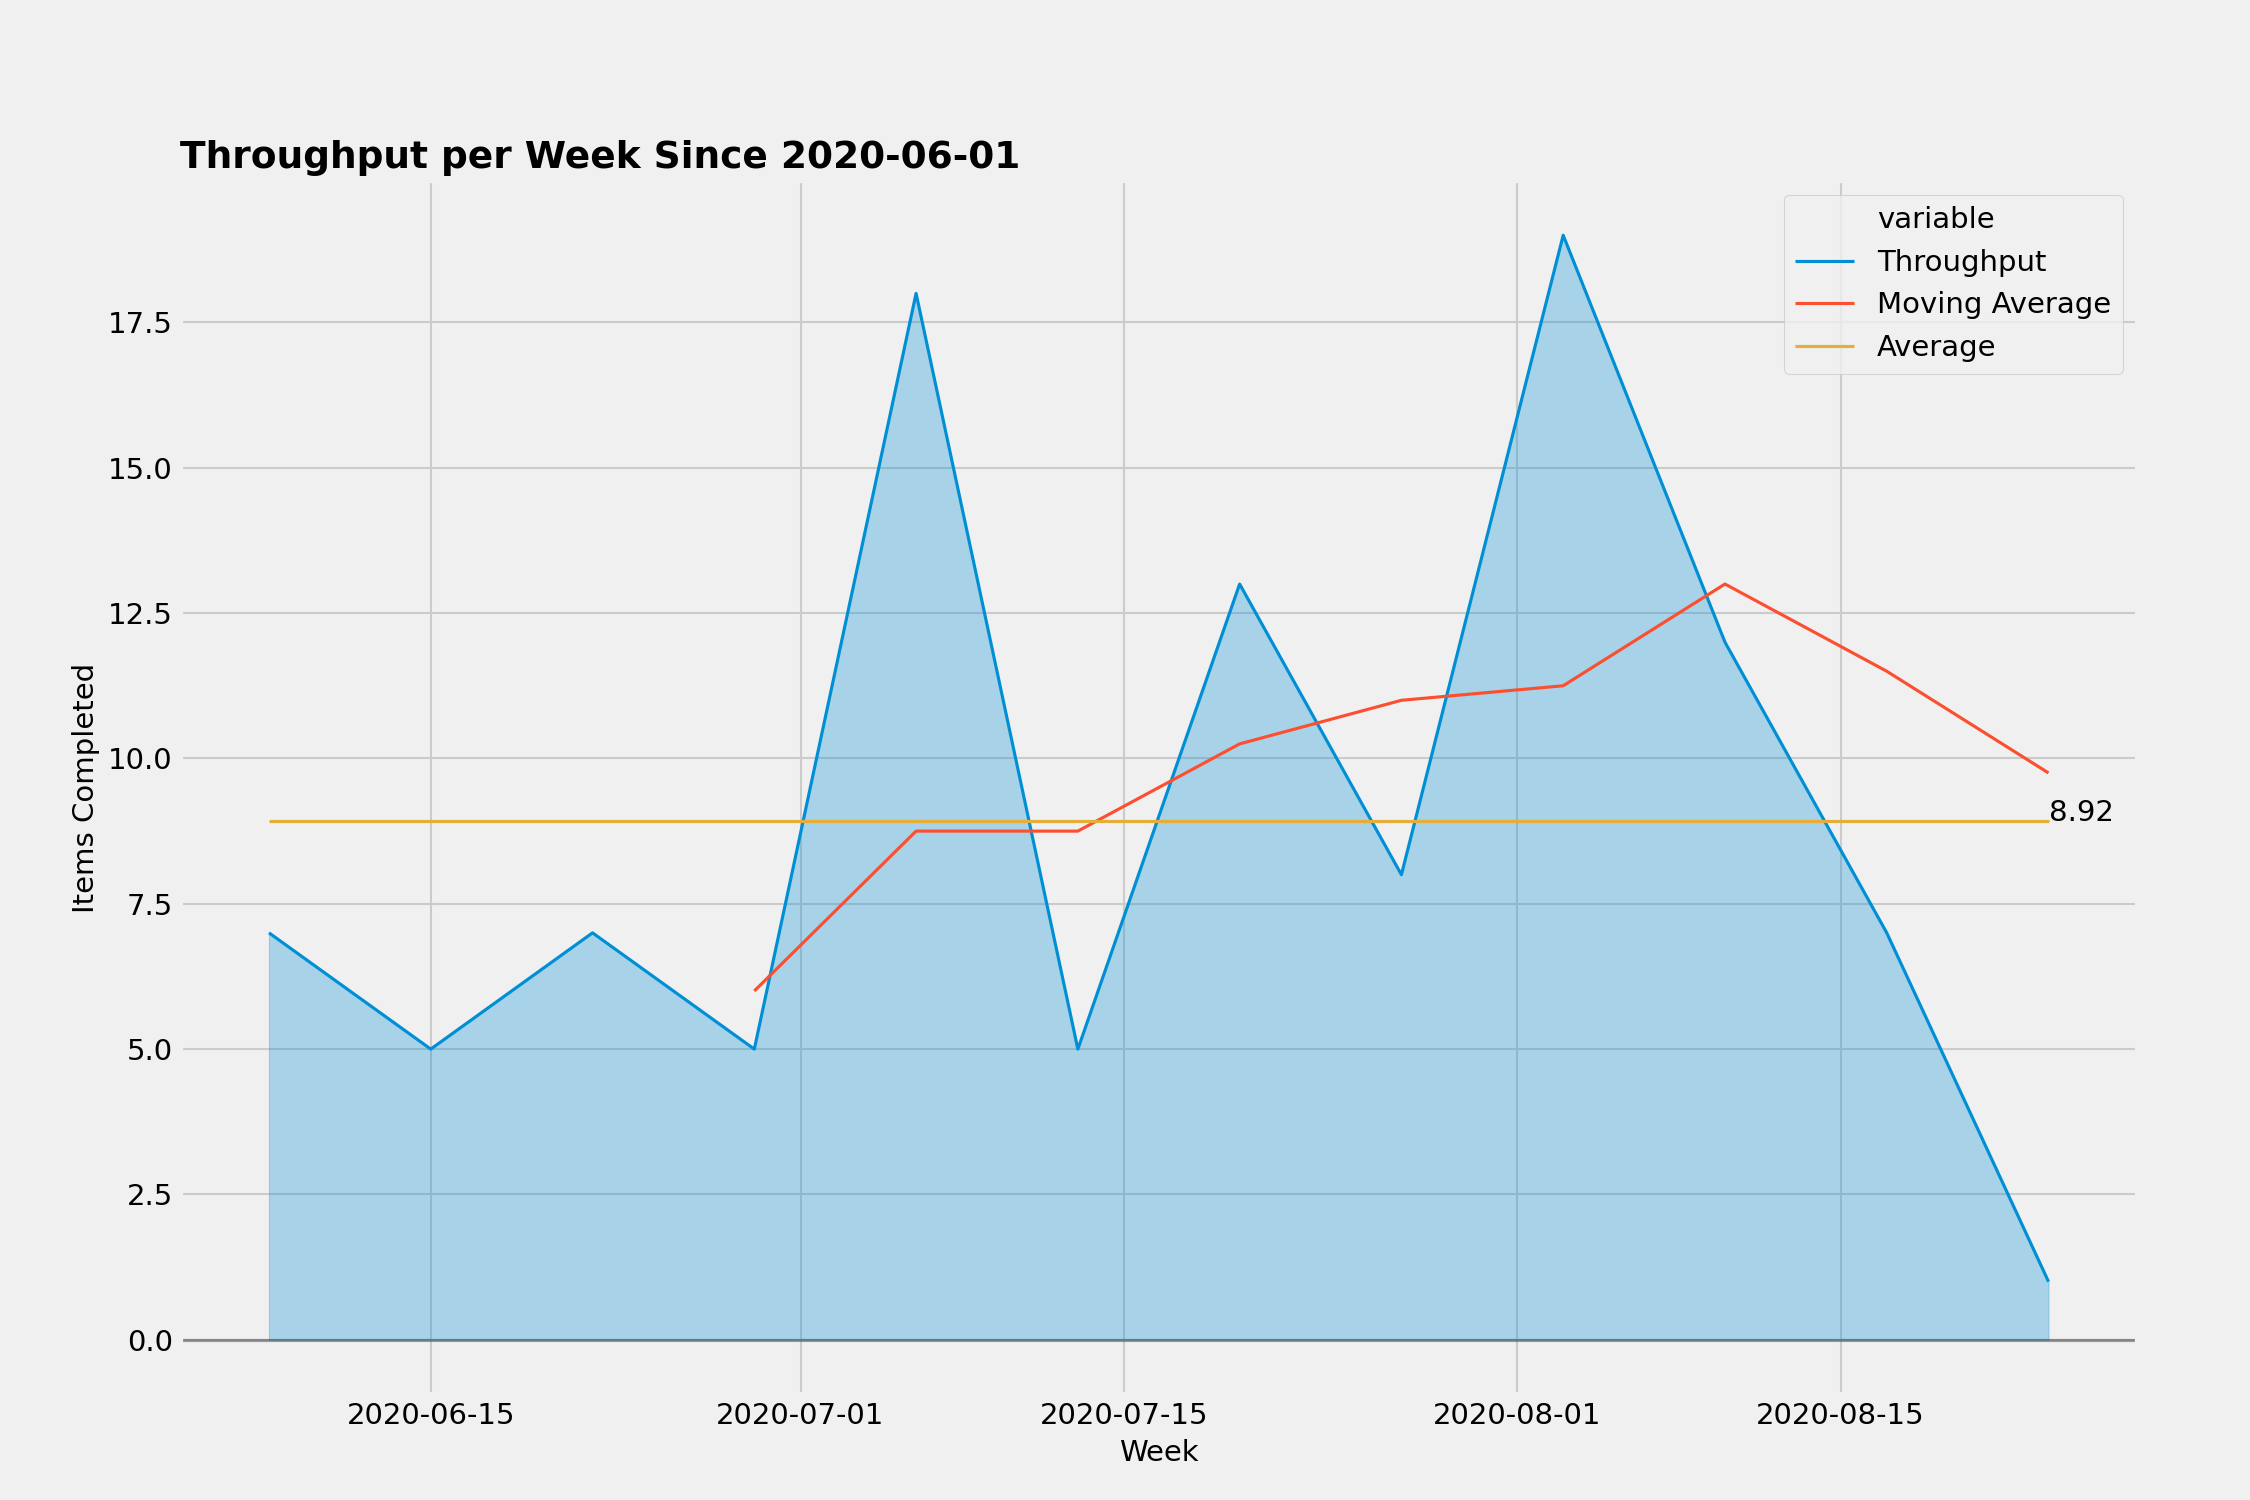 Throughput per Week Since 2020-06-01
variable
Throughput
Moving Average
Average
17.5
15.0
12.5
10.0
7.5
5.0
2.5
0.0
Items Completed
8.92
2020-06-15
2020-07-01
2020-07-15
2020-08-01
2020-08-15
Week